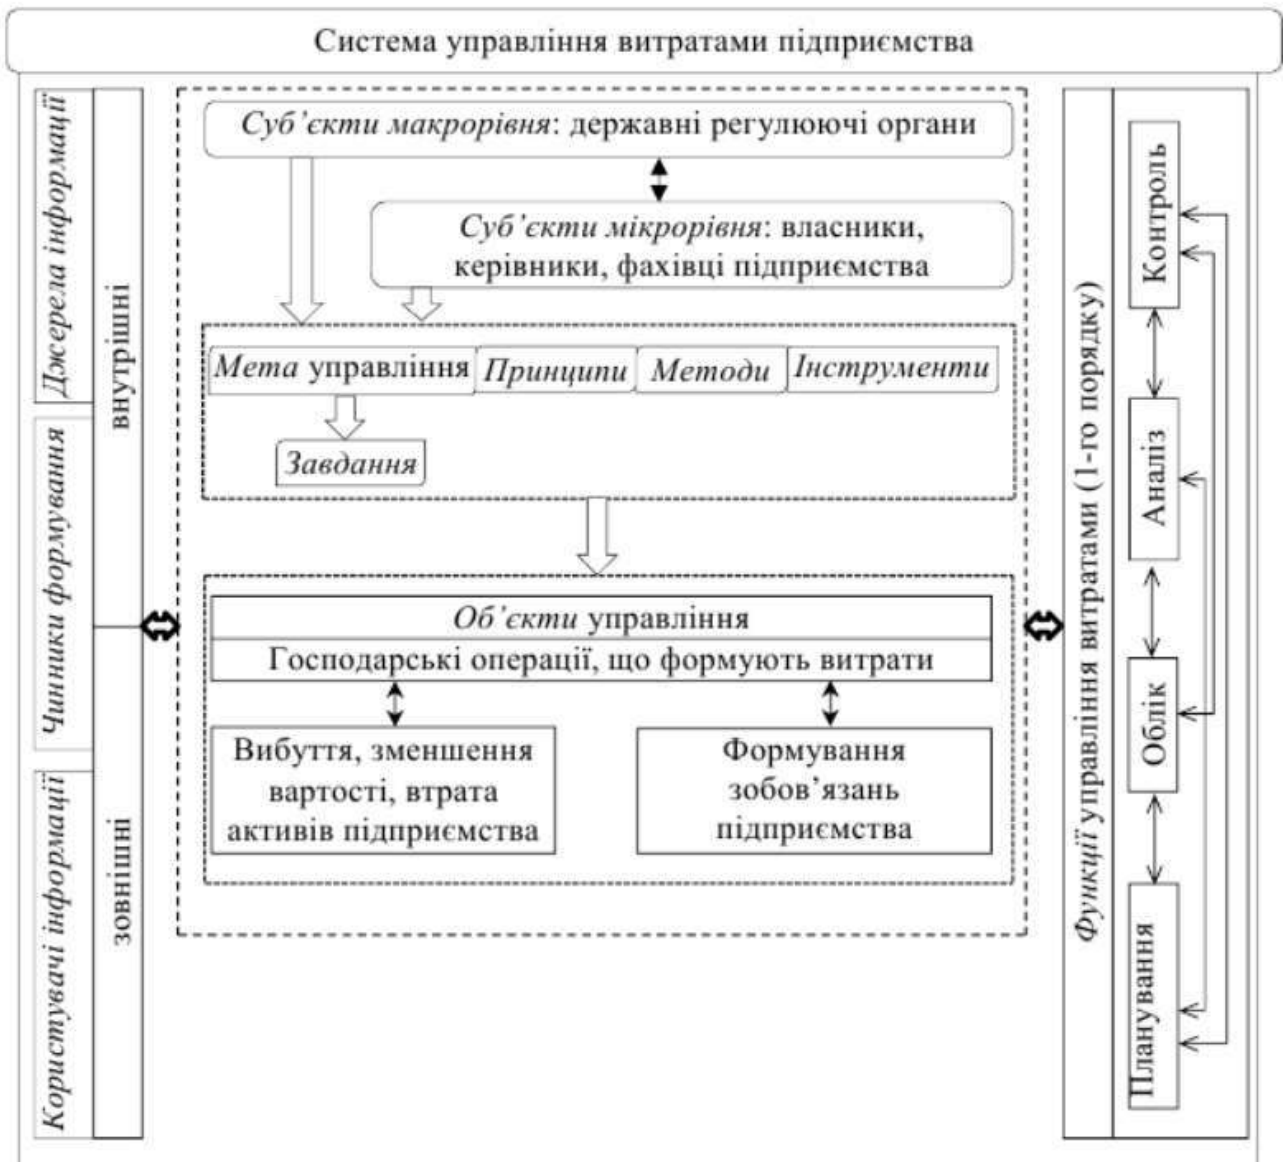 Система управління витратами підприємства
Джерела інформації
Чинники формування
Користувачі інформації
внутрішні
зовнішні
Суб’єкти макрорівня: державні регулюючі органи
Суб’єкти мікрорівня: власники,
керівники, фахівці підприємства
Мета управління
Принципи
Методи
Інструменти
Завдання
Об’єкти управління
Господарські операції, що формують витрати
Вибуття, зменшення
вартості, втрата
активів підприємства
Формування
зобов’язань
підприємства
Функції управління витратами (1-го порядку)
Контроль
Аналіз
Облік
Планування